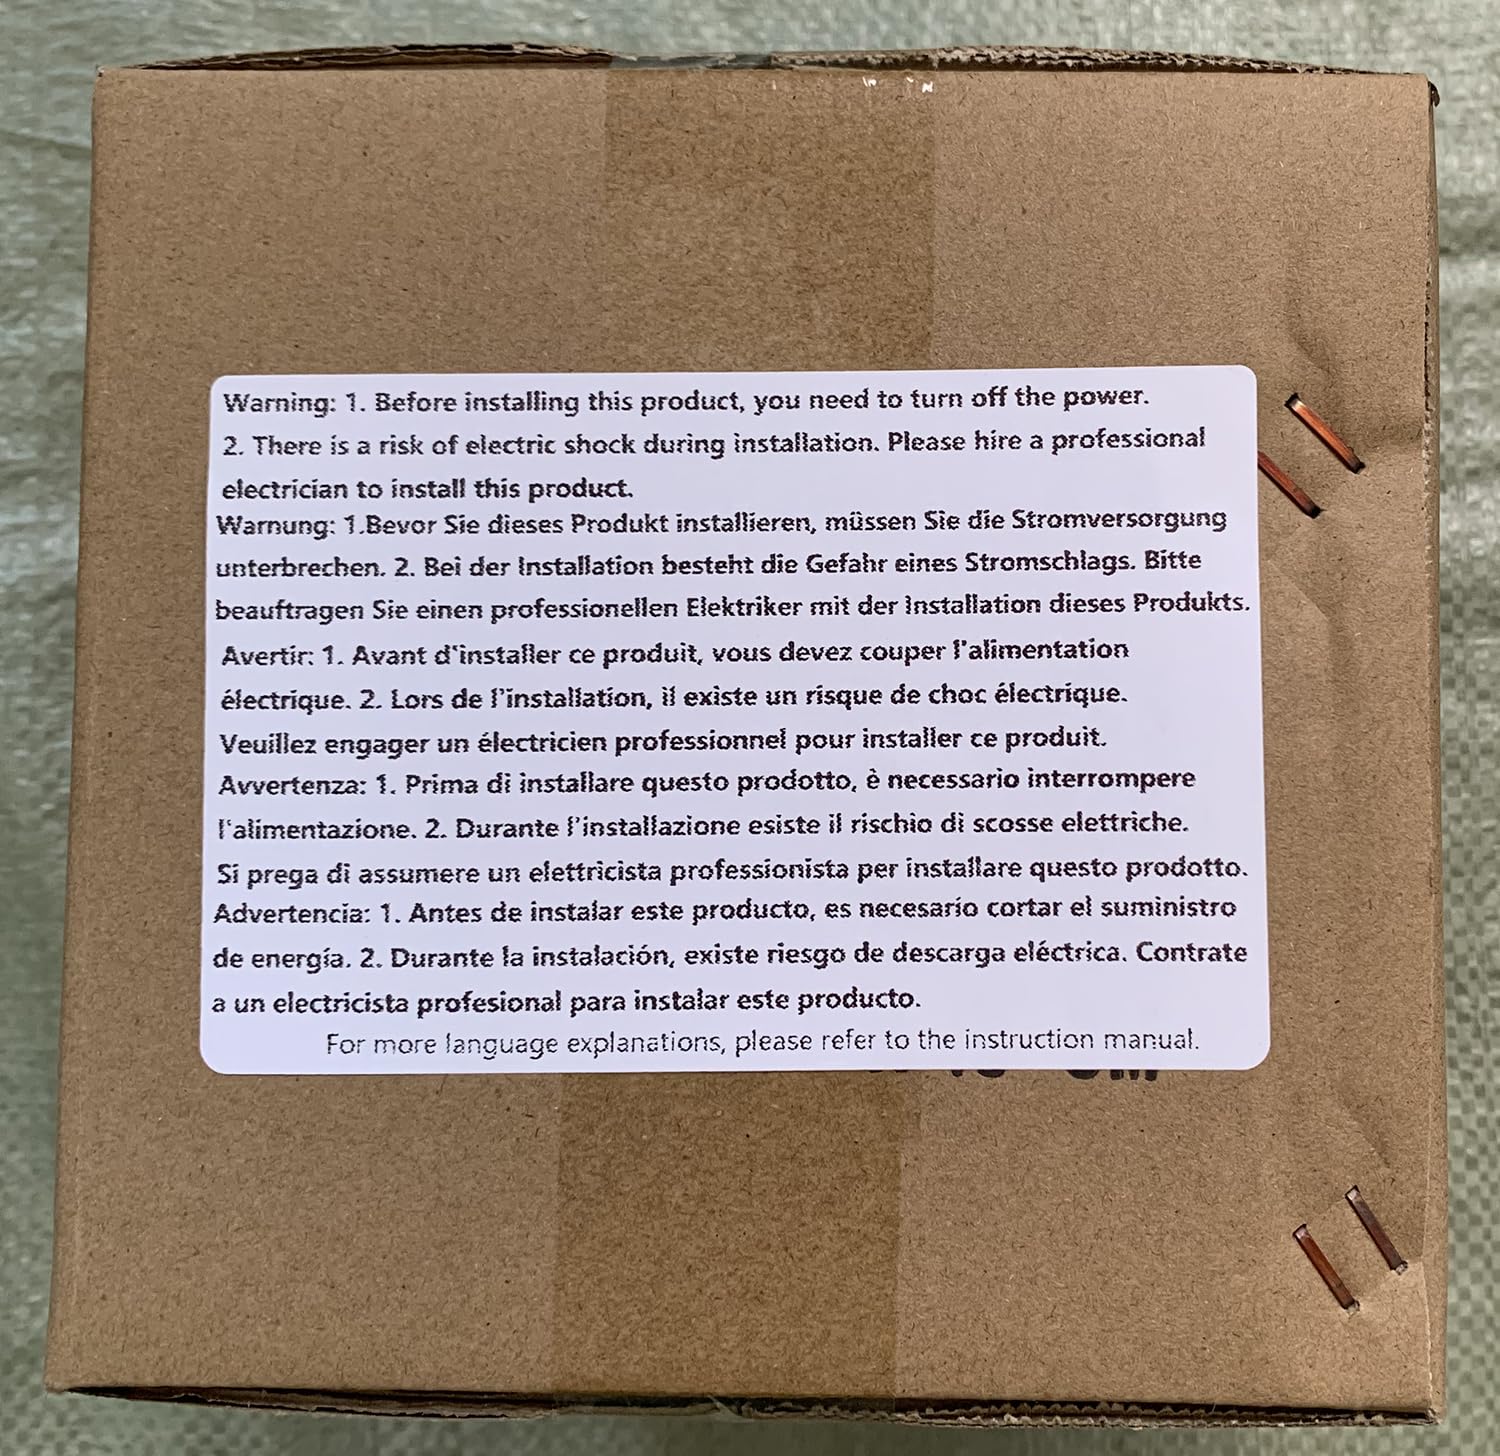 Warning: 1. Before installing this product, you need to turn off the power.
2. There is a risk of electric shock during installation. Please hire a professional
electrician to install this product.
Warnung: 1.Bevor Sie dieses Produkt installieren, müssen Sie die Stromversorgung
unterbrechen. 2. Bei der Installation besteht die Gefahr eines Stromschlags. Bitte
beauftragen Sie einen professionellen Elektriker mit der Installation dieses Produkts.
Avertir: 1. Avant d'installer ce produit, vous devez couper l'alimentation
électrique. 2. Lors de l'installation, il existe un risque de choc électrique.
Veuillez engager un électricien professionnel pour installer ce produit.
Avvertenza: 1. Prima di installare questo prodotto, è necessario interrompere
l'alimentazione. 2. Durante l'installazione esiste il rischio di scosse elettriche.
Si prega di assumere un elettricista professionista per installare questo prodotto.
Advertencia: 1. Antes de instalar este producto, es necesario cortar el suministro
de energía. 2. Durante la instalación, existe riesgo de descarga eléctrica. Contrate
a un electricista profesional para instalar este producto.
For more language explanations, please refer to the instruction manual.